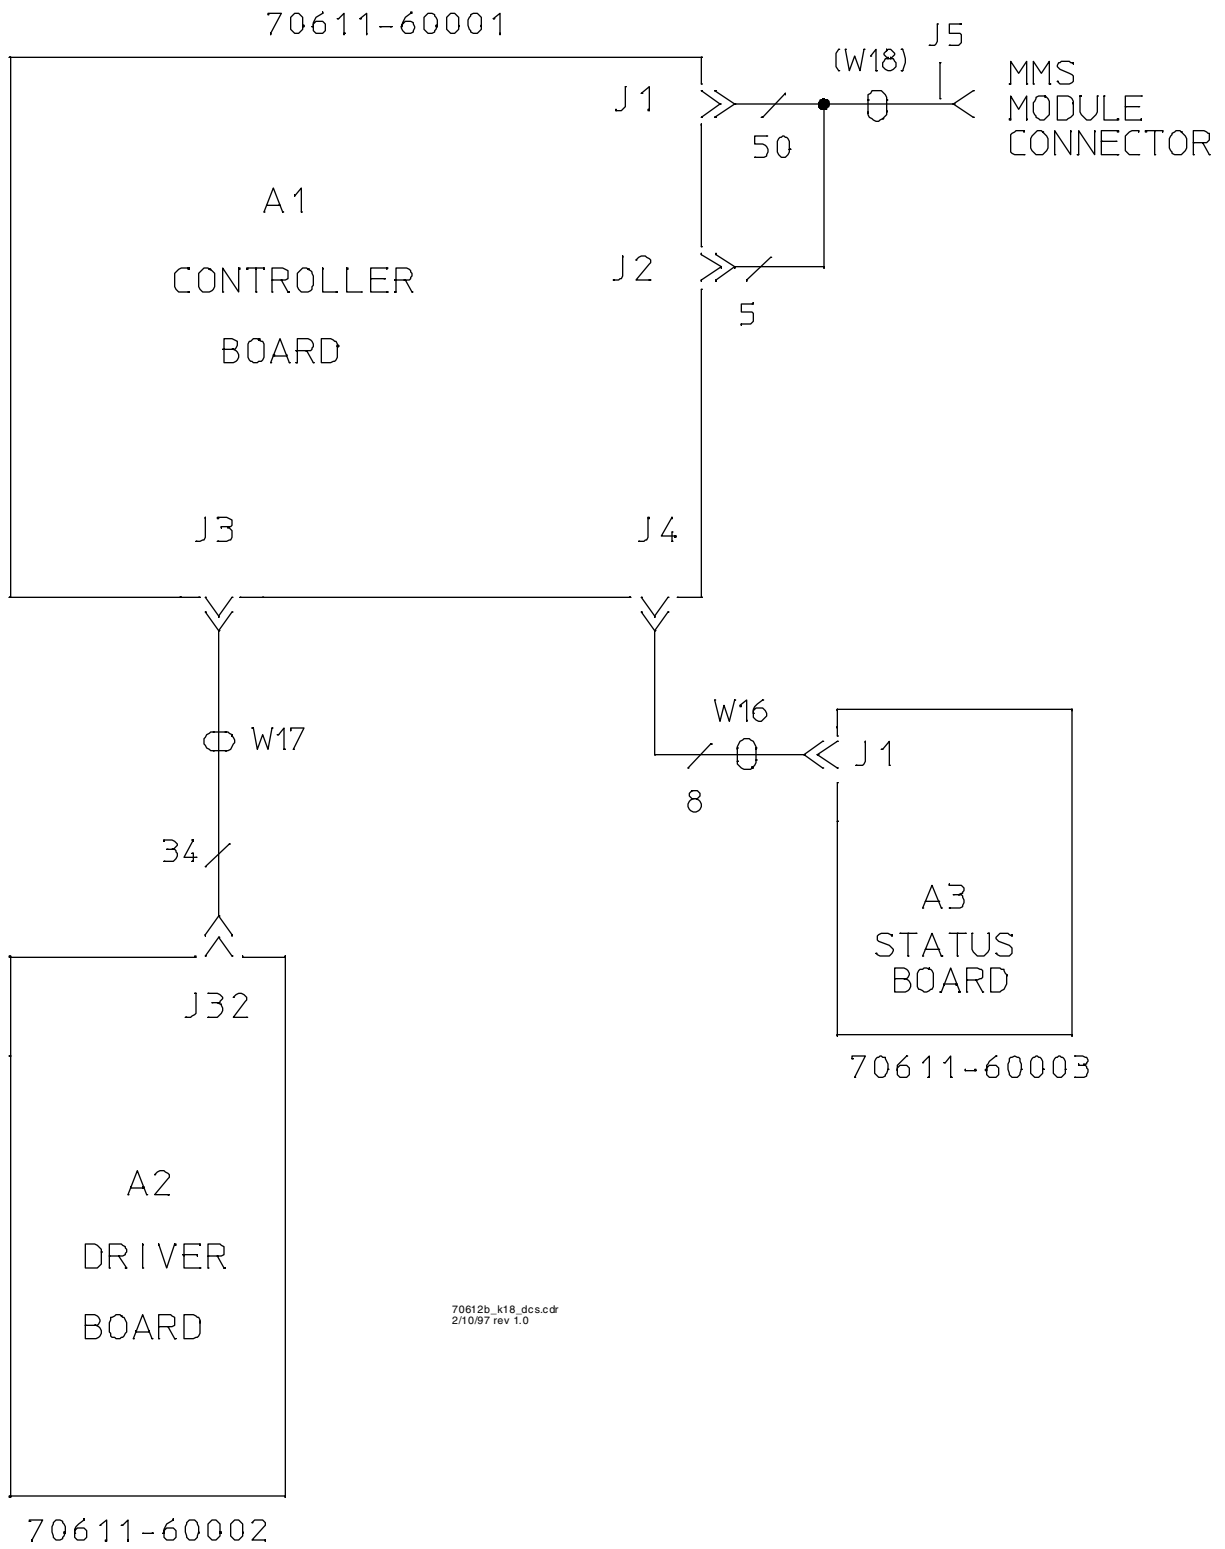 70611-60001
J5
(W18)
MMS
MODULE
CONNECTOR
J1
50
A1
CONTROLLER
BOARD
J2
5
J3
J4
W17
W16
8
J1
34
A3
STATUS
BOARD
70611-60003
J32
A2
DRIVER
BOARD
70612b_k18_dcs.cdr
2/10/97 rev 1.0
70611-60002